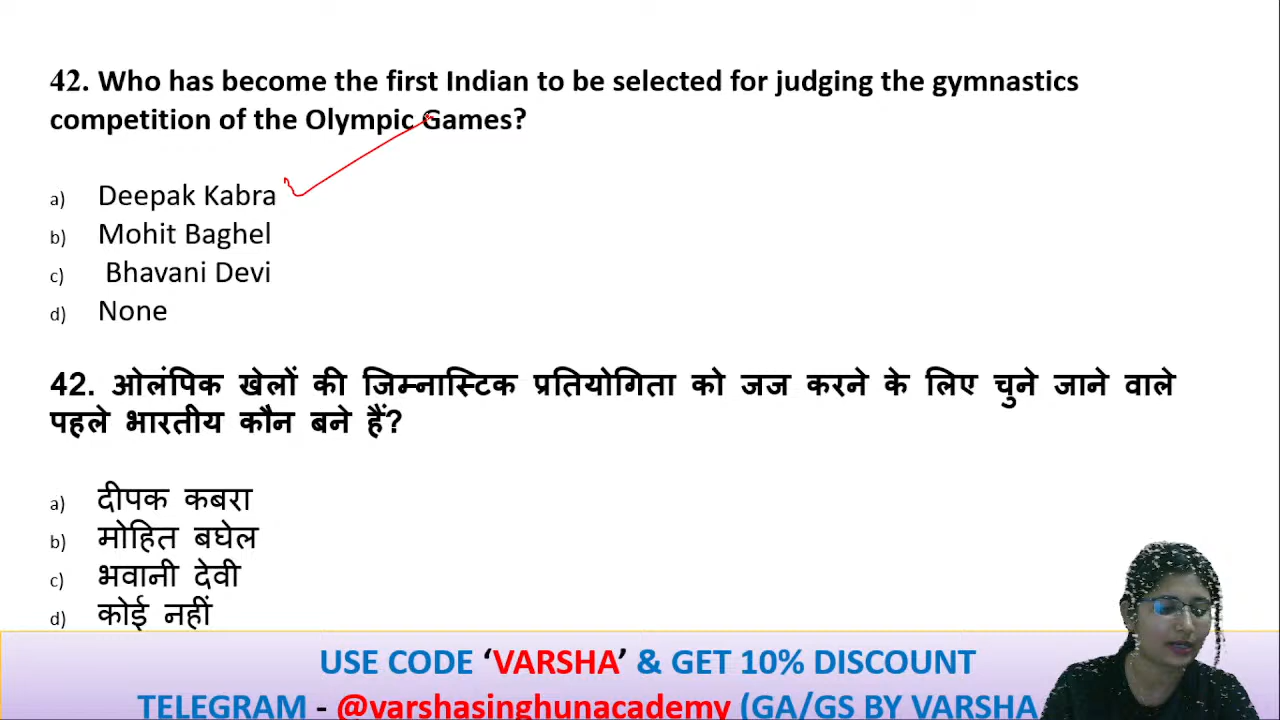 42. Who has become the first Indian to be selected for judging the gymnastics
competition of the Olympic Games?
a) Deepak Kabra
b) Mohit Baghel
c) Bhavani Devi
d) None
42. ओलंपिक खेलों की जिम्नास्टिक प्रतियोगिता को जज करने के लिए चुने जाने वाले
पहले भारतीय कौन बने हैं?
a) दीपक कबरा
b) मोहित बघेल
c) भवानी देवी
d) कोई नहीं
USE CODE ‘VARSHA’ & GET 10% DISCOUNT
TELEGRAM - @varshasinghunacademy (GA/GS BY VARSHA